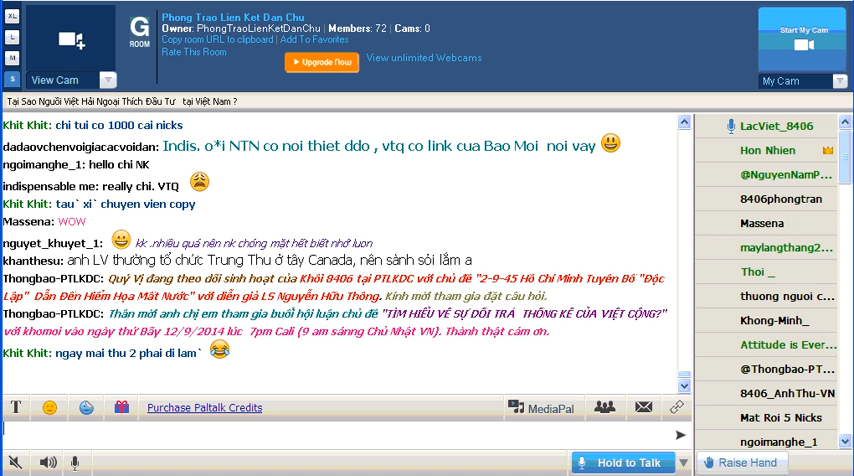 XL
L
M
S
View Cam
G
ROOM
Phong Trao Lien Ket Dan Chu
Owner: PhongTraoLienKetDanChu | Members: 72 | Cams: 0
Copy room URL to clipboard | Add To Favorites
Rate This Room
Upgrade Now
View unlimited Webcams
Start My Cam
My Cam
Tại Sao Người Việt Hải Ngoại Thích Đầu Tư tại Việt Nam ?
Khit Khit: chi tui co 1000 cai nicks
dadaovchenvoigiacacvoidan: Indis. o*i NTN co noi thiet ddo , vtq co link cua Bao Moi noi vay
ngoimanghe_1: hello chi NK
indispensable me: really chi. VTQ
Khit Khit: tau` xi` chuyen vien copy
Massena: WOW
nguyet_khuyet_1: kk .nhiều quá nên nk chóng mặt hết biết nhớ luon
khanthesu: anh LV thường tổ chức Trung Thu ở tây Canada, nên sành sỏi lắm a
Thongbao-PTLKDC: Quý Vị đang theo dõi sinh hoạt của Khối 8406 tại PTLKDC với chủ đề "2-9-45 Hồ Chí Minh Tuyên Bố "Độc
Lập" Dẫn Đến Hiểm Họa Mất Nước" với diễn giả LS Nguyễn Hữu Thông. Kính mời tham gia đặt câu hỏi.
Thongbao-PTLKDC: Thân mời anh chị em tham gia buổi hội luận chủ đề "TÌM HIỂU VỀ SỰ DỐI TRÁ THỐNG KÊ CỦA VIỆT CỘNG?"
với khomoi vào ngày thứ Bãy 12/9/2014 lúc 7pm Cali (9 am sánng Chủ Nhật VN). Thành thật cám ơn.
Khit Khit: ngay mai thu 2 phai di lam`
T
Purchase Paltalk Credits
MediaPal
Hold to Talk
LacViet_8406
Hon Nhien
@NguyenNamP...
8406phongtran
Massena
maylangthang2...
Thoi _
thuong nguoi c...
Khong-Minh_
Attitude is Ever...
@Thongbao-PT...
8406_AnhThu-VN
Mat Roi 5 Nicks
ngoimanghe_1
Raise Hand